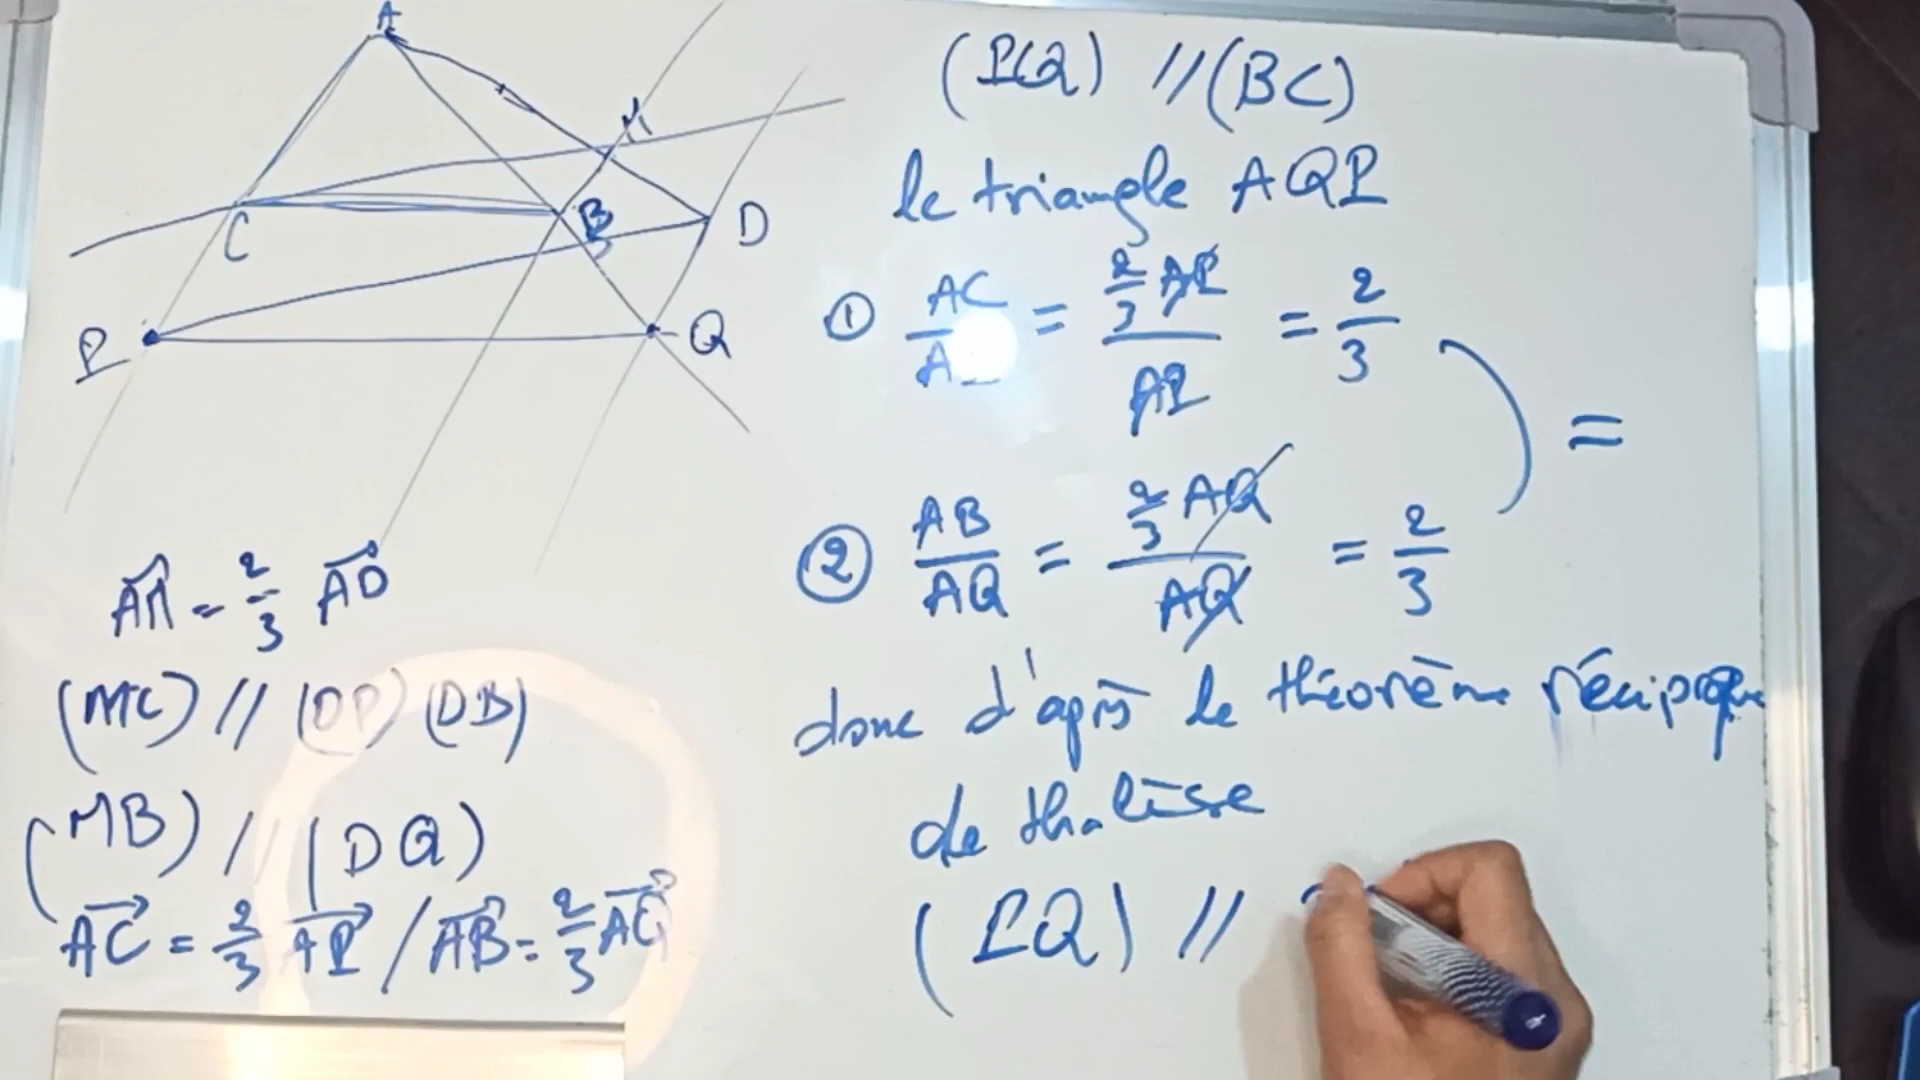 A
M
C
B
D
P
Q
AM = 2/3 AD
(MC) // (DP) (DB)
(MB) // (DQ)
AC = 2/3 AP / AB = 2/3 AQ
(PQ) // (BC)
le triangle AQP
① AC/AP = 2/3 AP / AP = 2/3
=
② AB/AQ = 2/3 AQ / AQ = 2/3
donc d'après le théorème réciproque
de thalèse
(PQ) //